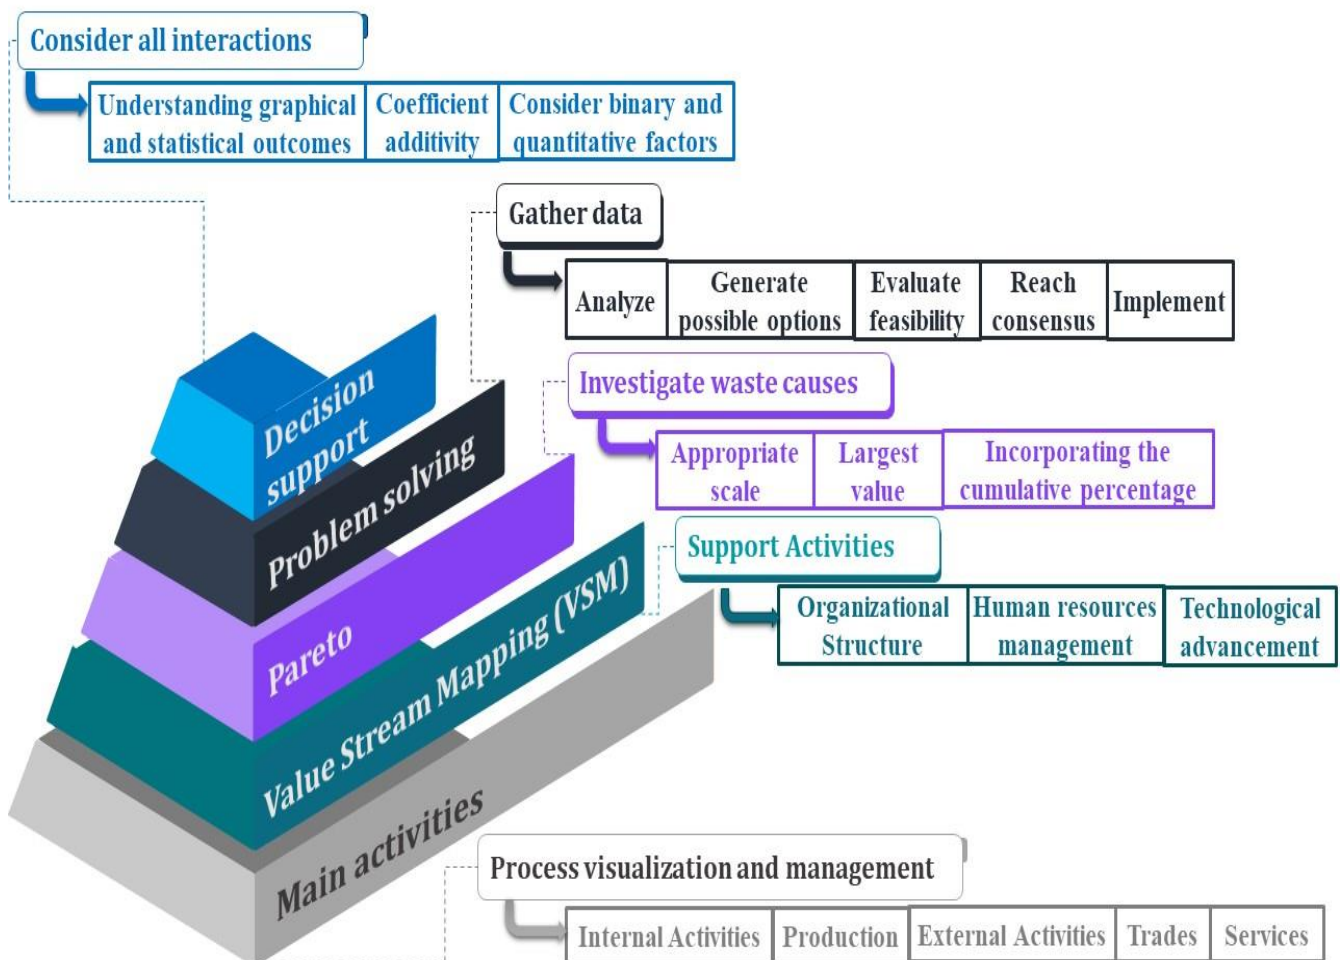 Consider all interactions
Understanding graphical
and statistical outcomes
Coefficient
additivity
Consider binary and
quantitative factors
Gather data
Analyze
Generate
possible options
Evaluate
feasibility
Reach
consensus
Implement
Investigate waste causes
Appropriate
scale
Largest
value
Incorporating the
cumulative percentage
Support Activities
Organizational
Structure
Human resources
management
Technological
advancement
Decision
support
Problem solving
Pareto
Value Stream Mapping (VSM)
Main activities
Process visualization and management
Internal Activities
Production
External Activities
Trades
Services